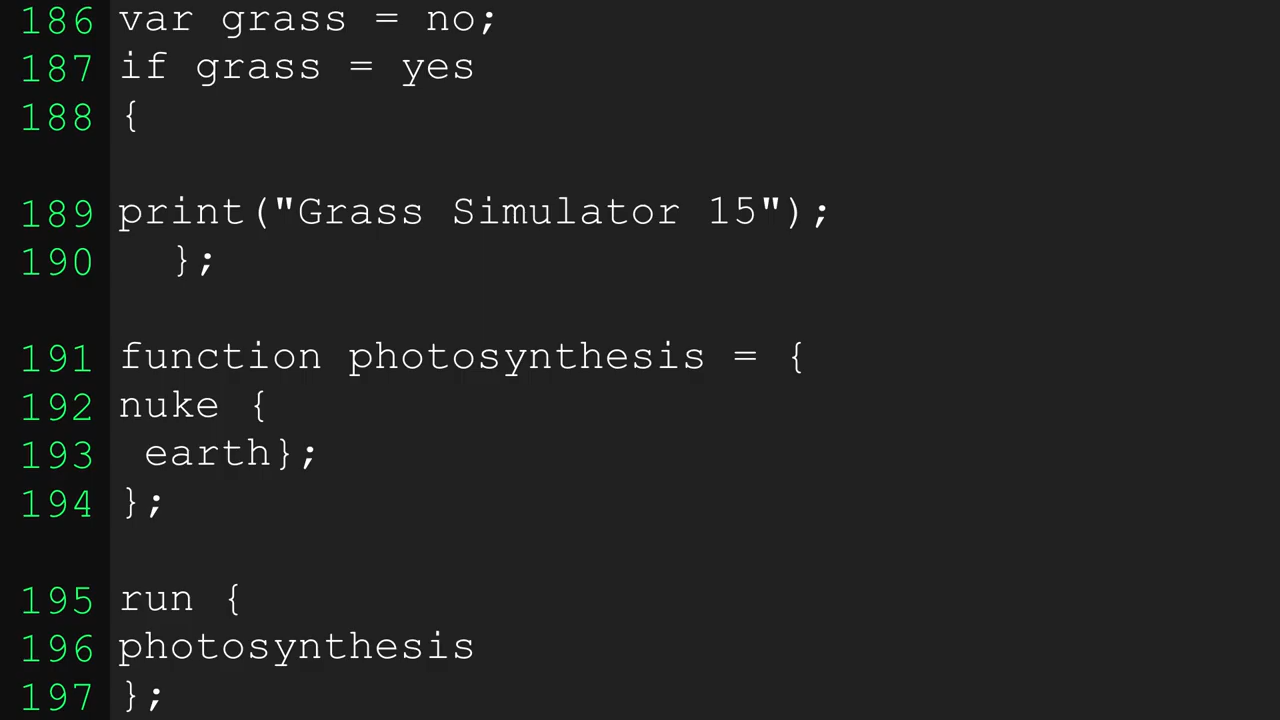 186 var grass = no;
187 if grass = yes
188 {
189 print("Grass Simulator 15");
190 };
191 function photosynthesis = {
192 nuke {
193 earth};
194 };
195 run {
196 photosynthesis
197 };